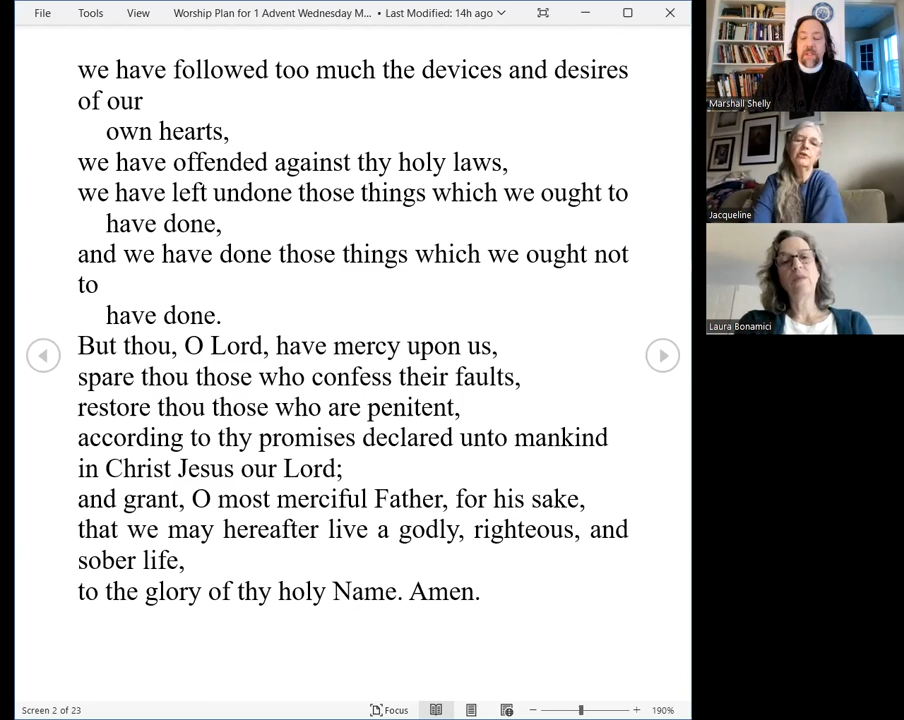 File Tools View Worship Plan for 1 Advent Wednesday M... • Last Modified: 14h ago
we have followed too much the devices and desires
of our
own hearts,
we have offended against thy holy laws,
we have left undone those things which we ought to
have done,
and we have done those things which we ought not
to
have done.
But thou, O Lord, have mercy upon us,
spare thou those who confess their faults,
restore thou those who are penitent,
according to thy promises declared unto mankind
in Christ Jesus our Lord;
and grant, O most merciful Father, for his sake,
that we may hereafter live a godly, righteous, and
sober life,
to the glory of thy holy Name. Amen.
Screen 2 of 23 Focus 190%
Marshall Shelly
Jacqueline
Laura Bonamici